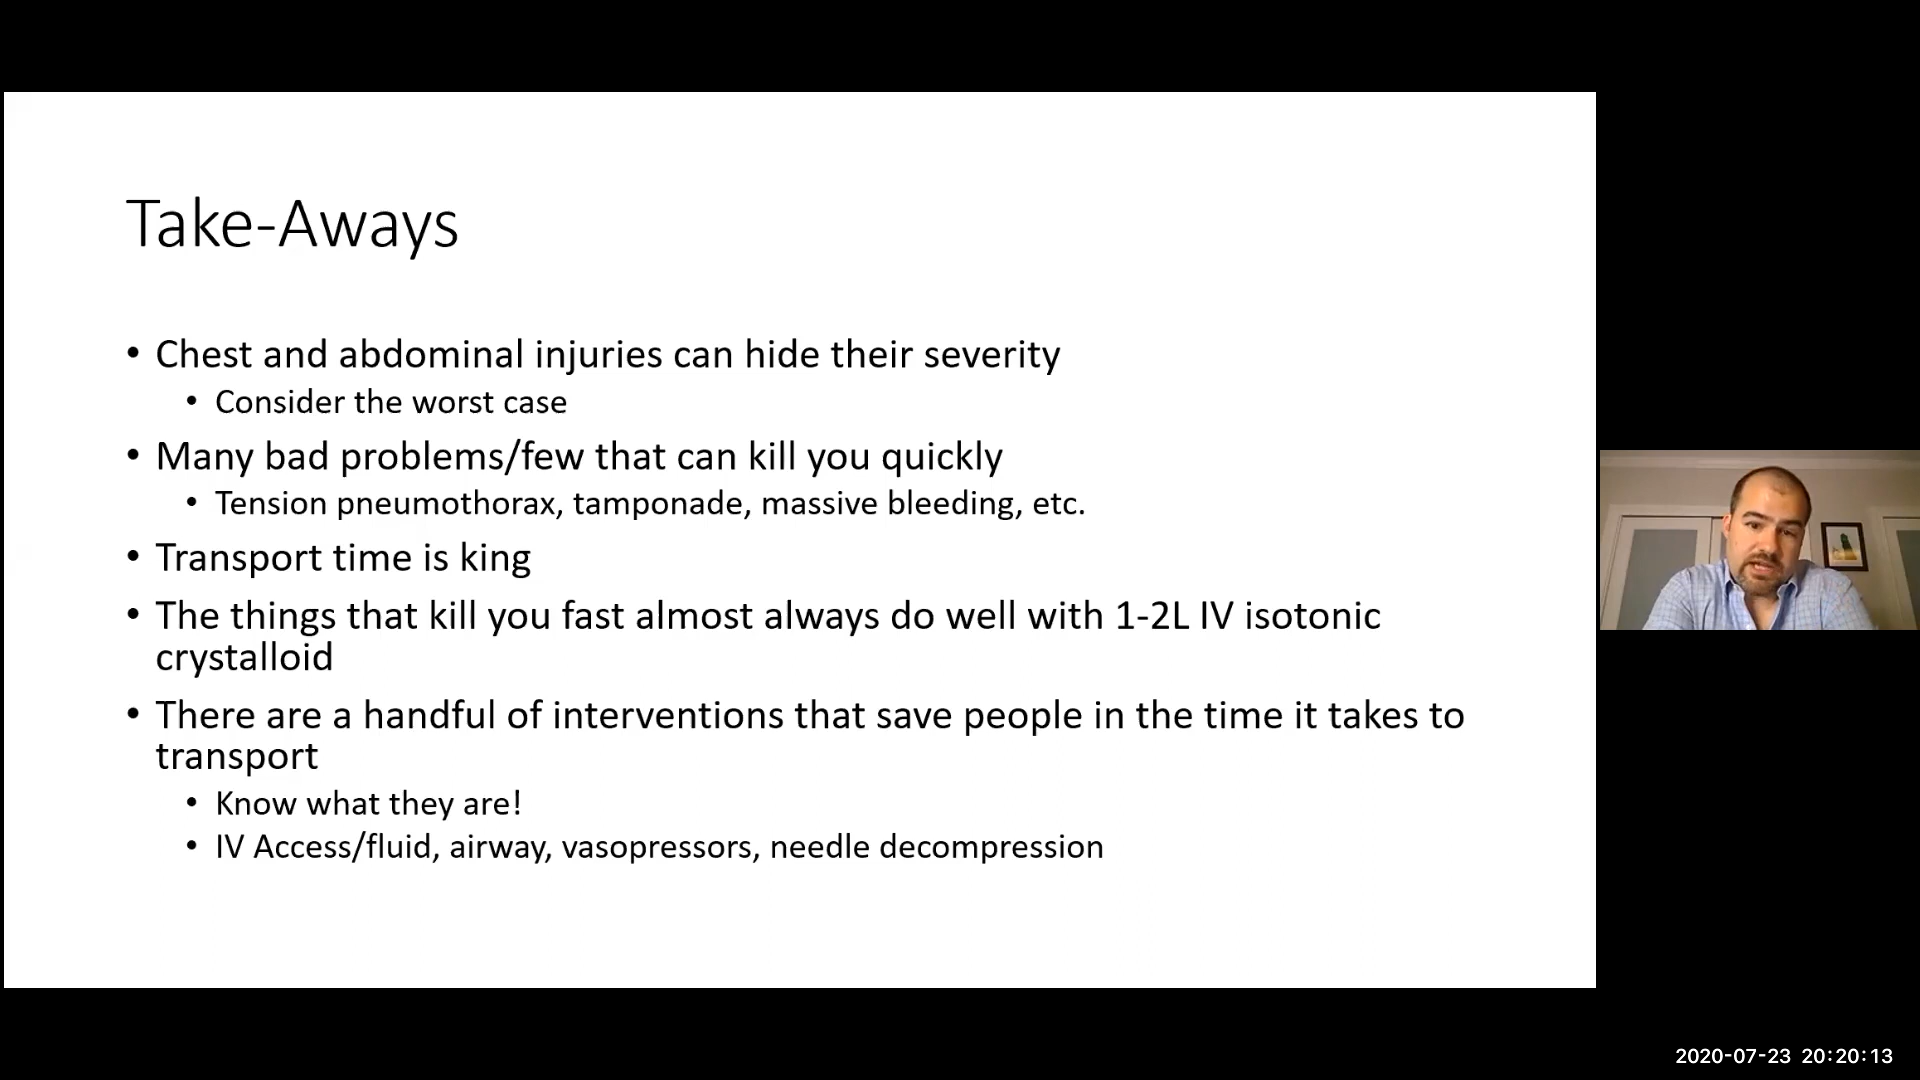 Take-Aways
• Chest and abdominal injuries can hide their severity
• Consider the worst case
• Many bad problems/few that can kill you quickly
• Tension pneumothorax, tamponade, massive bleeding, etc.
• Transport time is king
• The things that kill you fast almost always do well with 1-2L IV isotonic
crystalloid
• There are a handful of interventions that save people in the time it takes to
transport
• Know what they are!
• IV Access/fluid, airway, vasopressors, needle decompression
2020-07-23 20:20:13